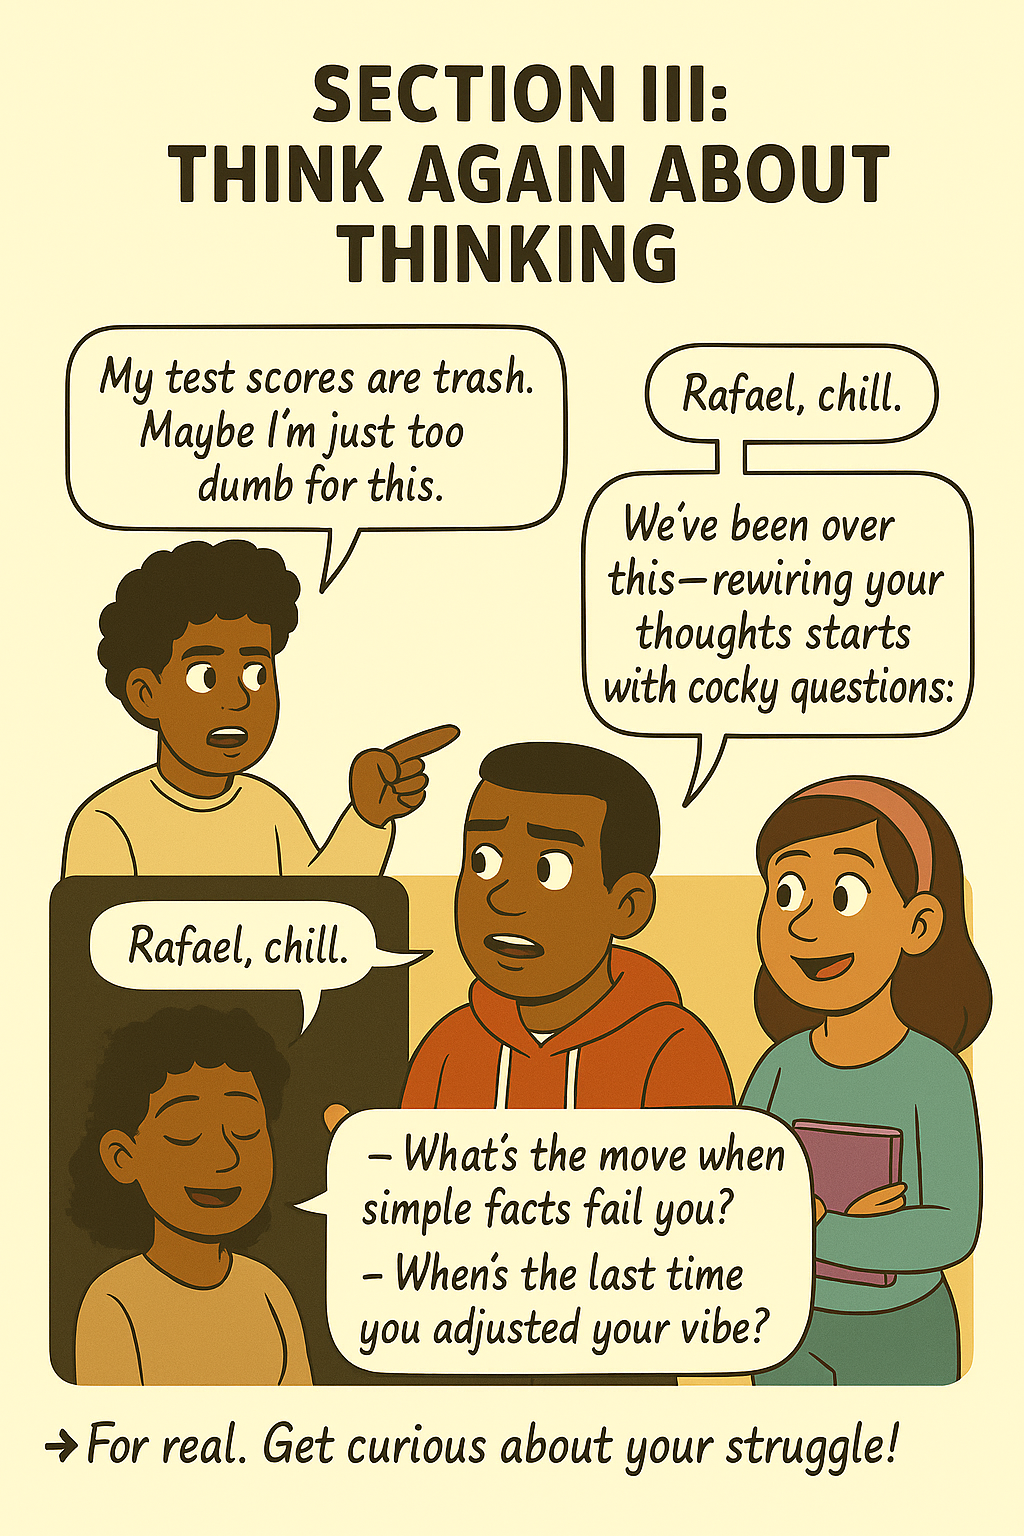 SECTION III:
THINK AGAIN ABOUT
THINKING
My test scores are trash.
Maybe I'm just too
dumb for this.
Rafael, chill.
We've been over
this—rewiring your
thoughts starts
with cocky questions:
Rafael, chill.
– What's the move when
simple facts fail you?
– When's the last time
you adjusted your vibe?
→ For real. Get curious about your struggle!